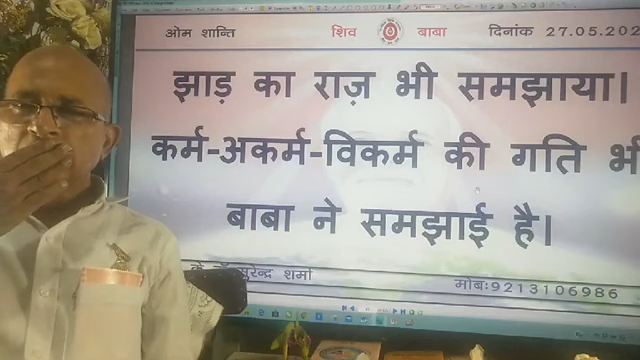 ओम शान्ति शिव बाबा दिनांक 27.05.202
झाड़ का राज़ भी समझाया।
कर्म-अकर्म-विकर्म की गति भी
बाबा ने समझाई है।
सुरेन्द्र शर्मा मोबः9213106986